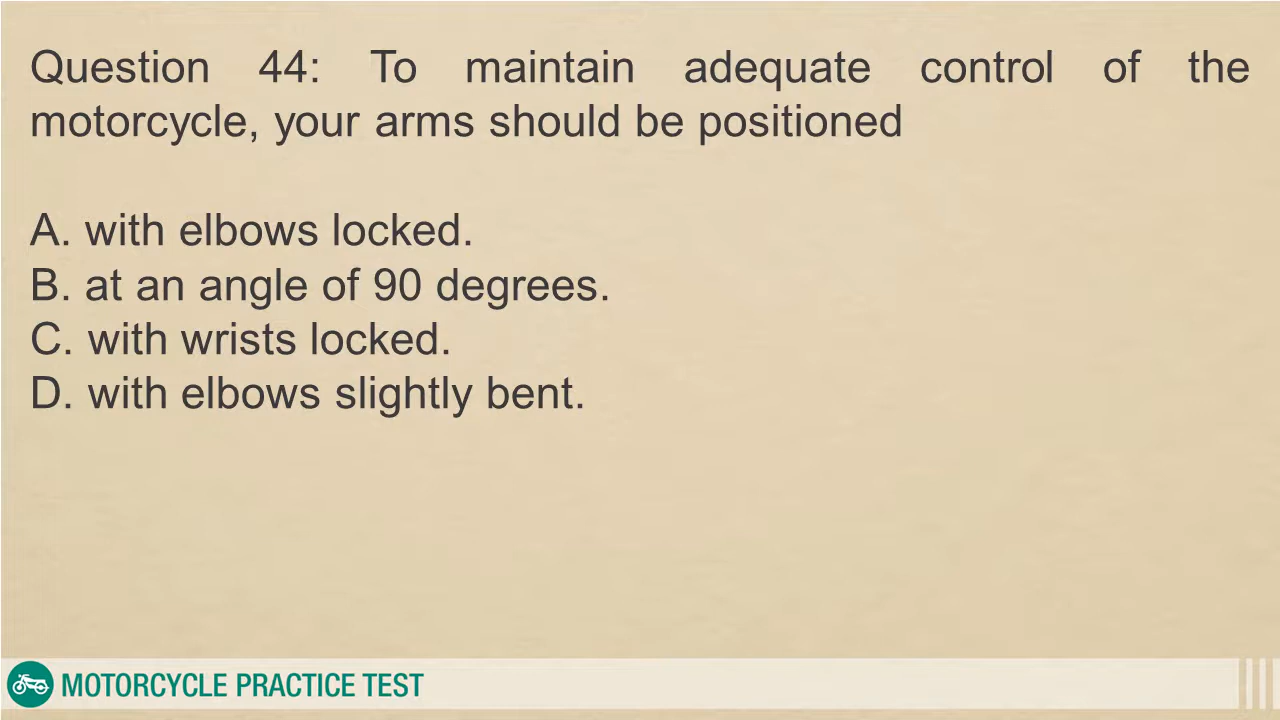 Question 44: To maintain adequate control of the
motorcycle, your arms should be positioned
A. with elbows locked.
B. at an angle of 90 degrees.
C. with wrists locked.
D. with elbows slightly bent.
MOTORCYCLE PRACTICE TEST